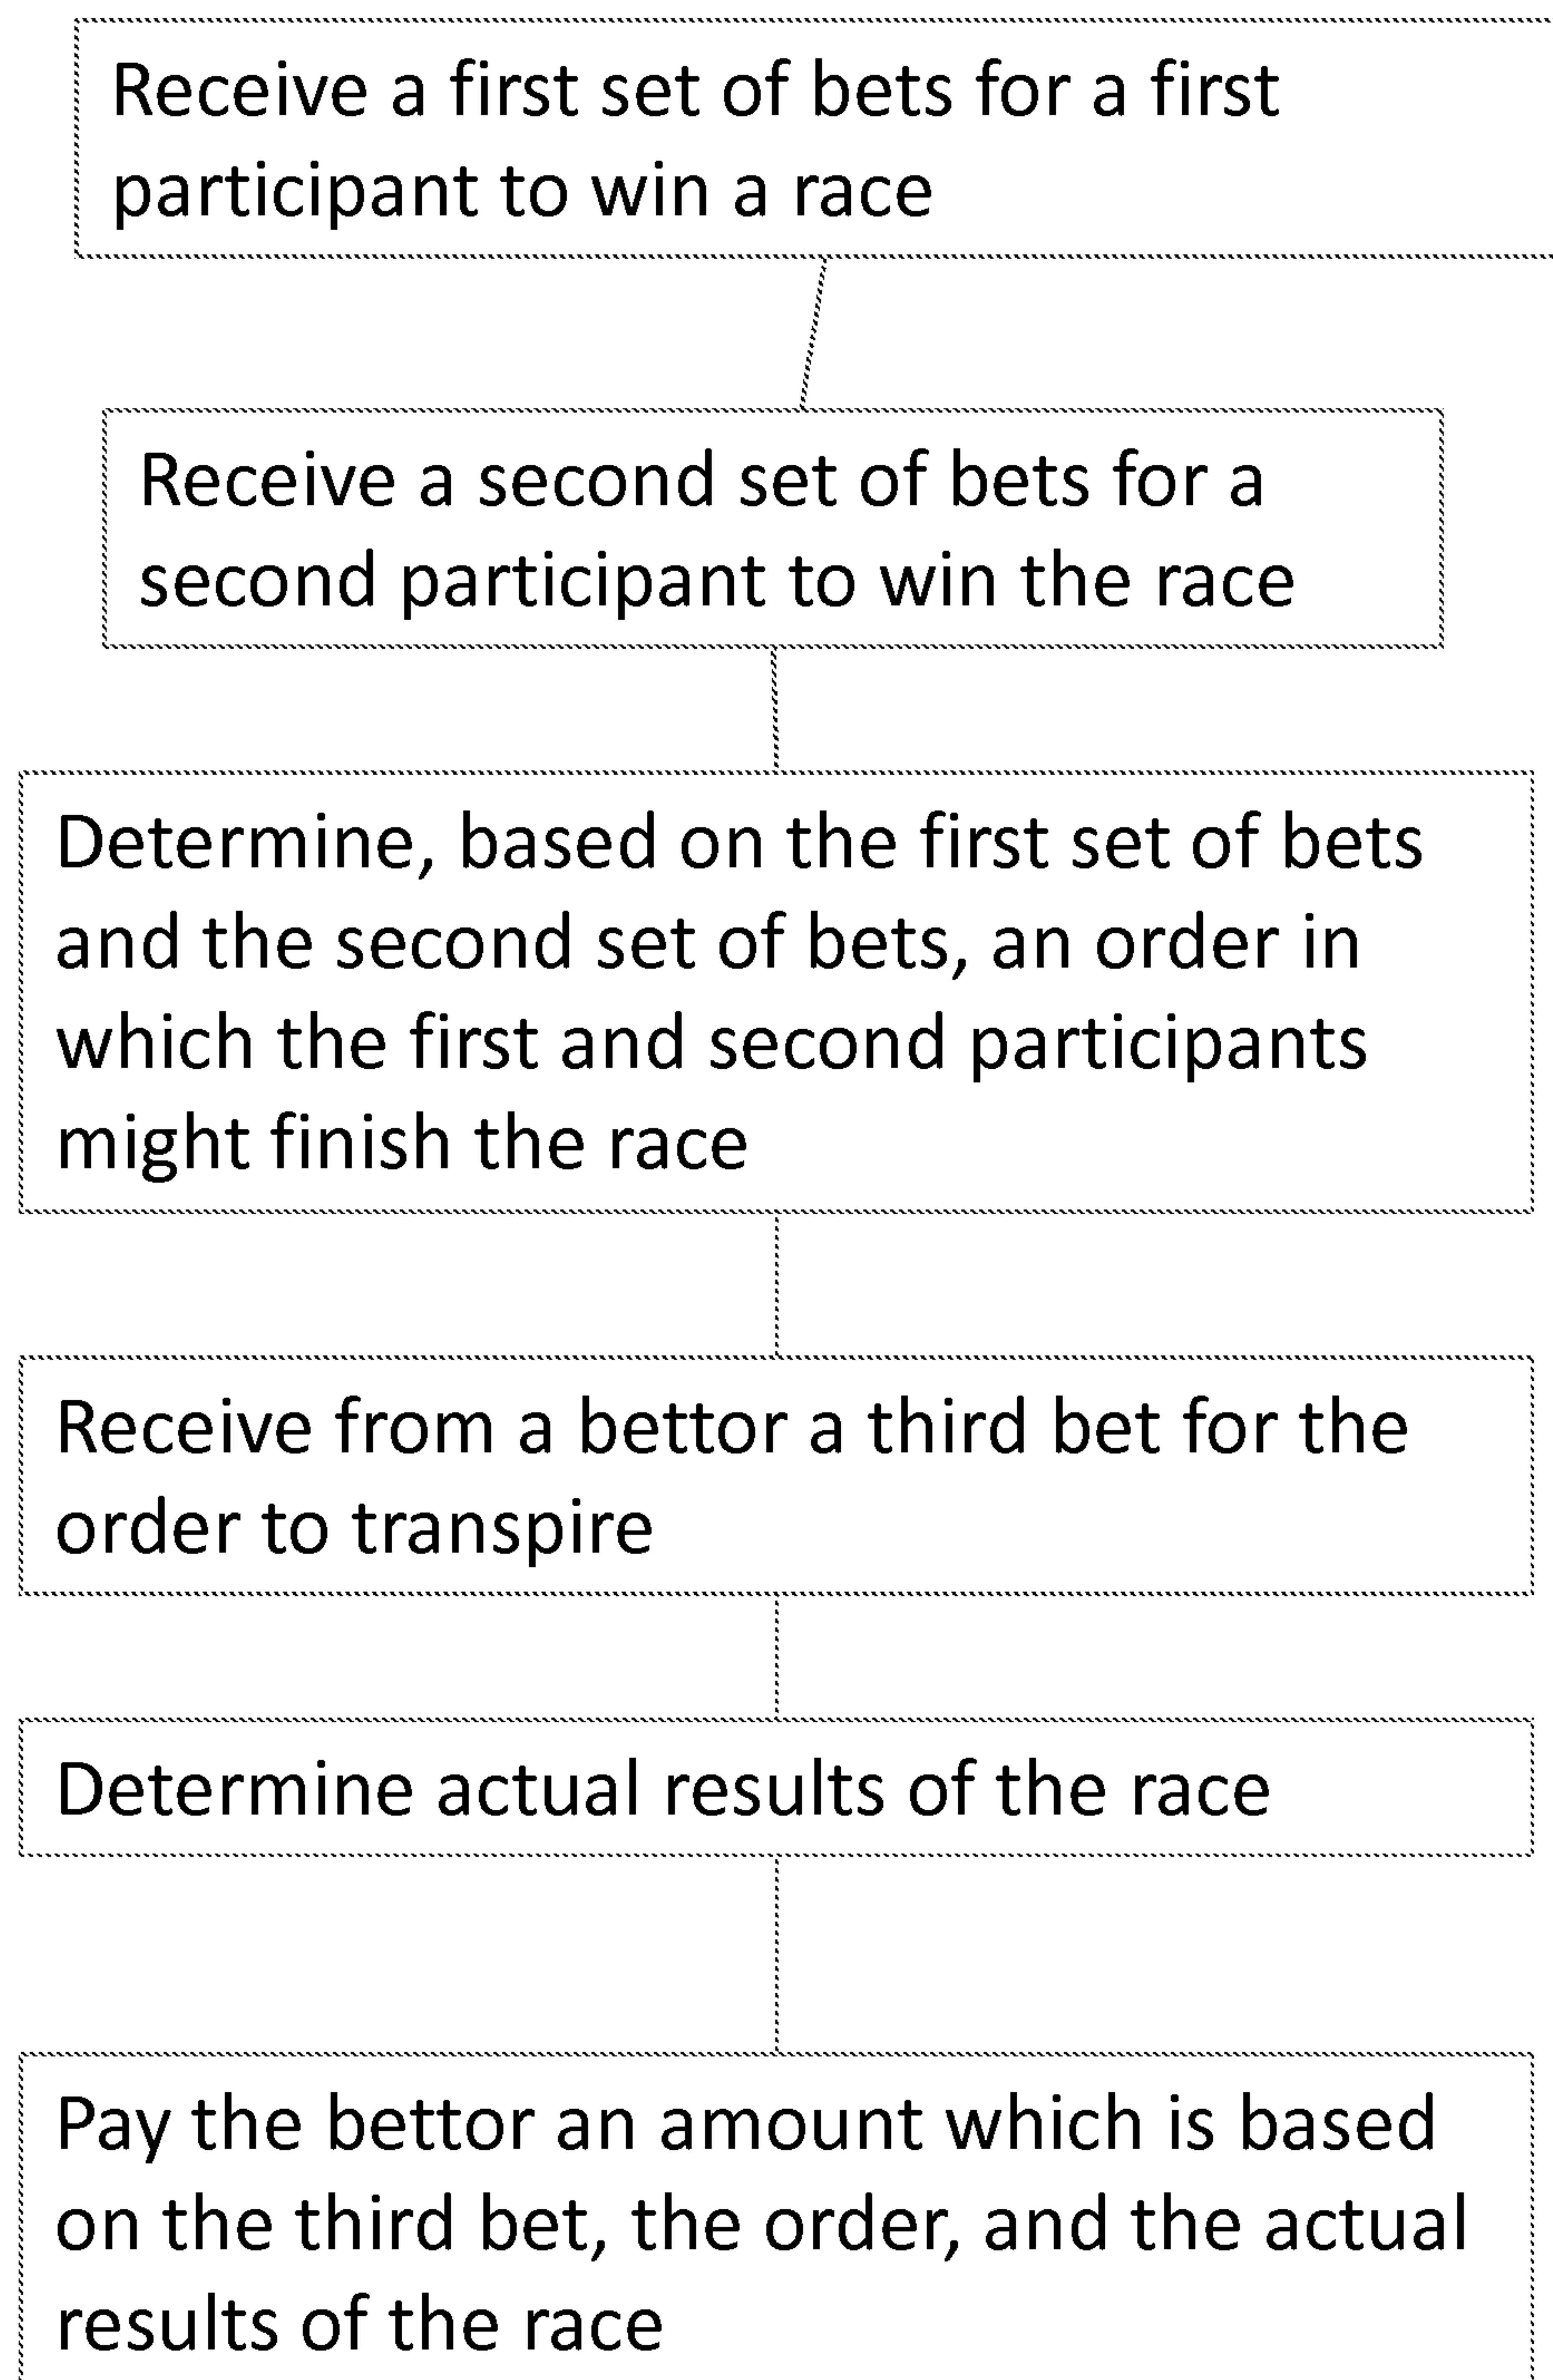 Receive a first set of bets for a first
participant to win a race
Receive a second set of bets for a
second participant to win the race
Determine, based on the first set of bets
and the second set of bets, an order in
which the first and second participants
might finish the race
Receive from a bettor a third bet for the
order to transpire
Determine actual results of the race
Pay the bettor an amount which is based
on the third bet, the order, and the actual
results of the race